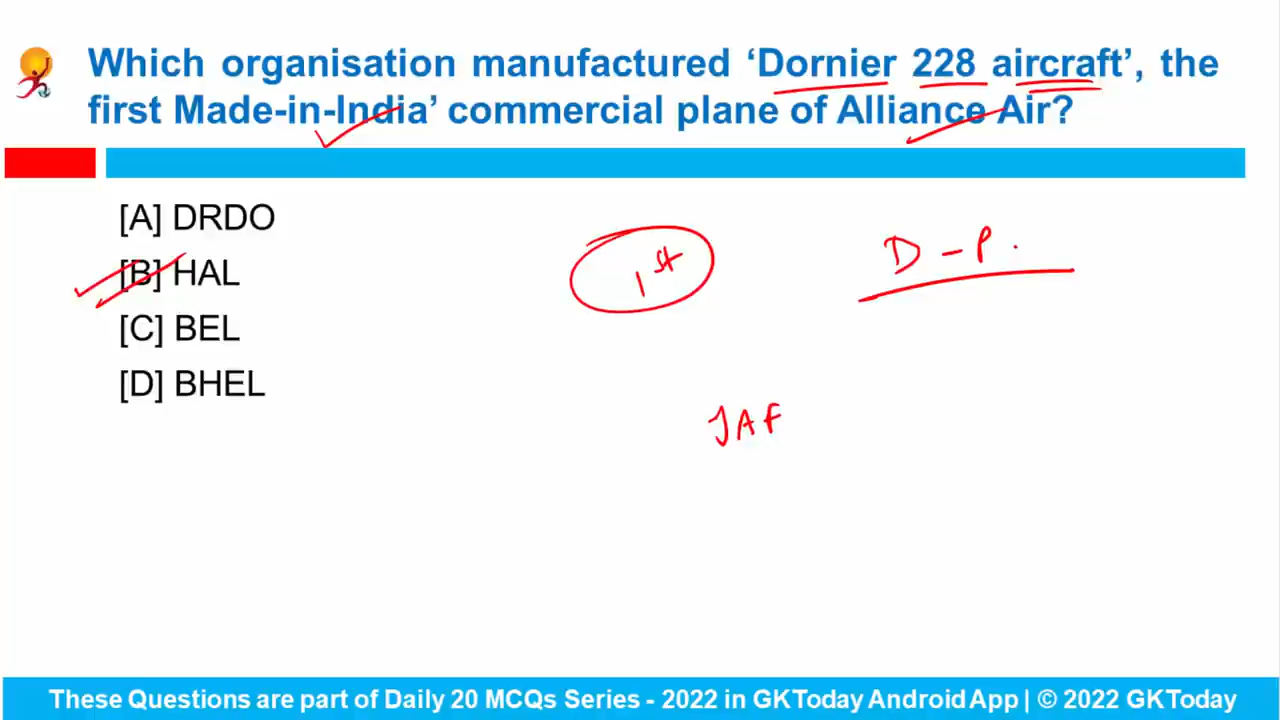 Which organisation manufactured ‘Dornier 228 aircraft’, the
first Made-in-India’ commercial plane of Alliance Air?
[A] DRDO
[B] HAL
[C] BEL
[D] BHEL
1st
D - P.
IAF
These Questions are part of Daily 20 MCQs Series - 2022 in GKToday Android App | © 2022 GKToday